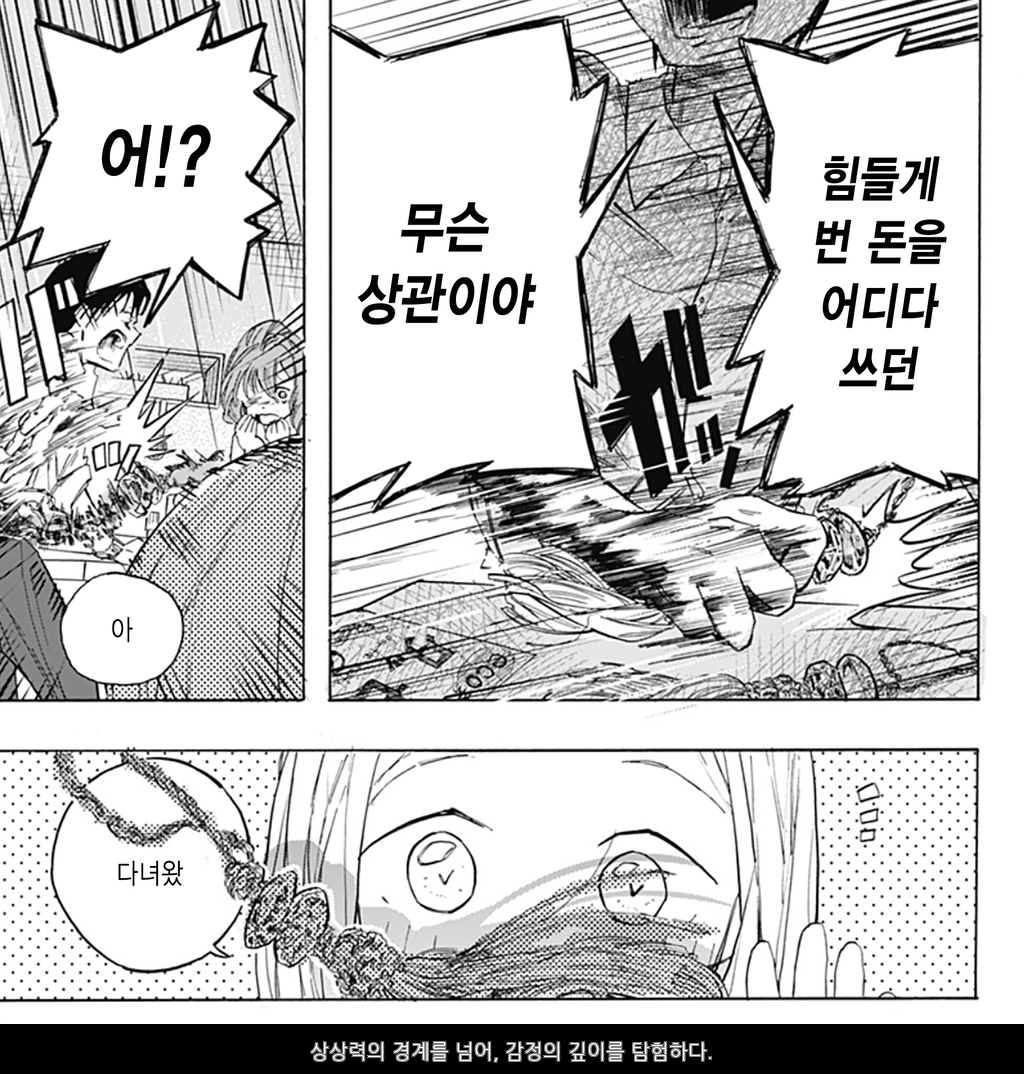 힘들게
번 돈을
어디다
쓰던
무슨
상관이야
어!?
아
다녀왔
상상력의 경계를 넘어, 감정의 깊이를 탐험하다.